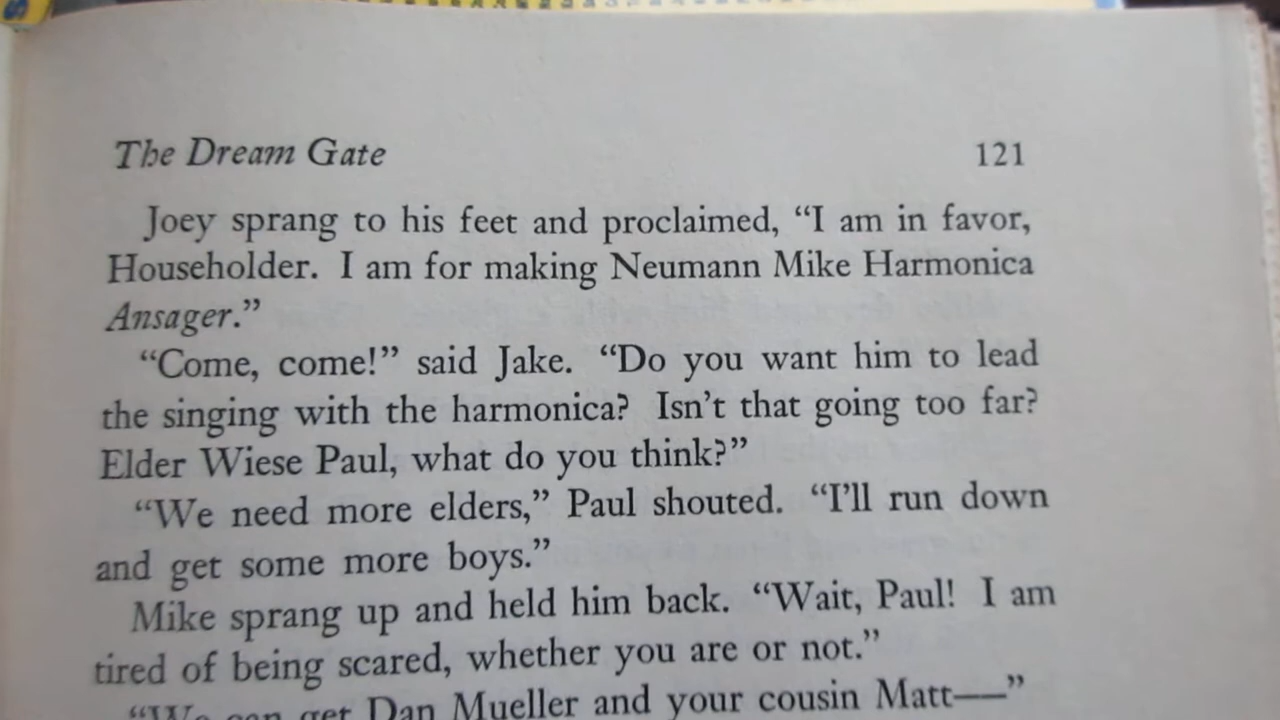 The Dream Gate 121
Joey sprang to his feet and proclaimed, “I am in favor,
Householder. I am for making Neumann Mike Harmonica
Ansager.”
“Come, come!” said Jake. “Do you want him to lead
the singing with the harmonica? Isn’t that going too far?
Elder Wiese Paul, what do you think?”
“We need more elders,” Paul shouted. “I’ll run down
and get some more boys.”
Mike sprang up and held him back. “Wait, Paul! I am
tired of being scared, whether you are or not.”
“We can get Dan Mueller and your cousin Matt—”